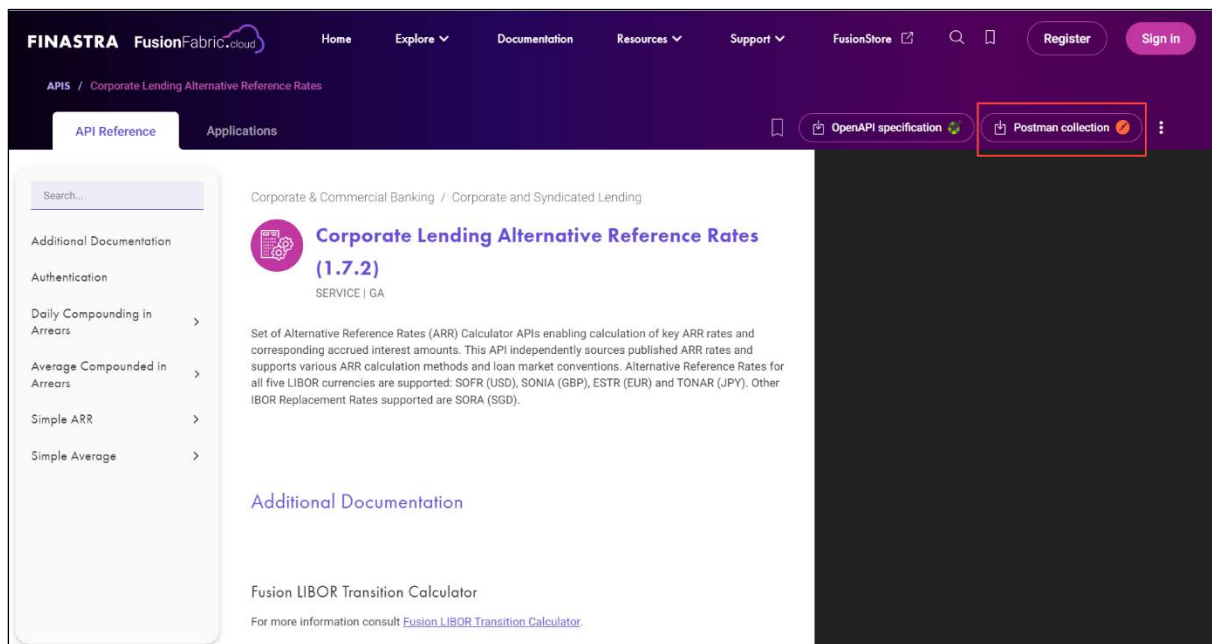 FINASTRA FusionFabric.cloud Home Explore Documentation Resources Support FusionStore Register Sign in
APIS / Corporate Lending Alternative Reference Rates
API Reference Applications OpenAPI specification Postman collection
Search...
Additional Documentation
Authentication
Daily Compounding in
Arrears
Average Compounded in
Arrears
Simple ARR
Simple Average
Corporate & Commercial Banking / Corporate and Syndicated Lending
Corporate Lending Alternative Reference Rates
(1.7.2)
SERVICE | GA
Set of Alternative Reference Rates (ARR) Calculator APIs enabling calculation of key ARR rates and
corresponding accrued interest amounts. This API independently sources published ARR rates and
supports various ARR calculation methods and loan market conventions. Alternative Reference Rates for
all five LIBOR currencies are supported: SOFR (USD), SONIA (GBP), ESTR (EUR) and TONAR (JPY). Other
IBOR Replacement Rates supported are SORA (SGD).
Additional Documentation
Fusion LIBOR Transition Calculator
For more information consult Fusion LIBOR Transition Calculator.